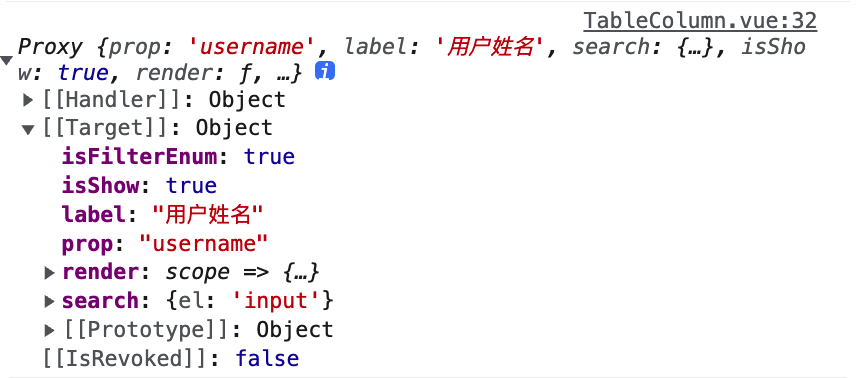 TableColumn.vue:32
Proxy {prop: 'username', label: '用户姓名', search: {…}, isSho
w: true, render: ƒ, …} i
[[Handler]]: Object
[[Target]]: Object
isFilterEnum: true
isShow: true
label: "用户姓名"
prop: "username"
render: scope => {…}
search: {el: 'input'}
[[Prototype]]: Object
[[IsRevoked]]: false